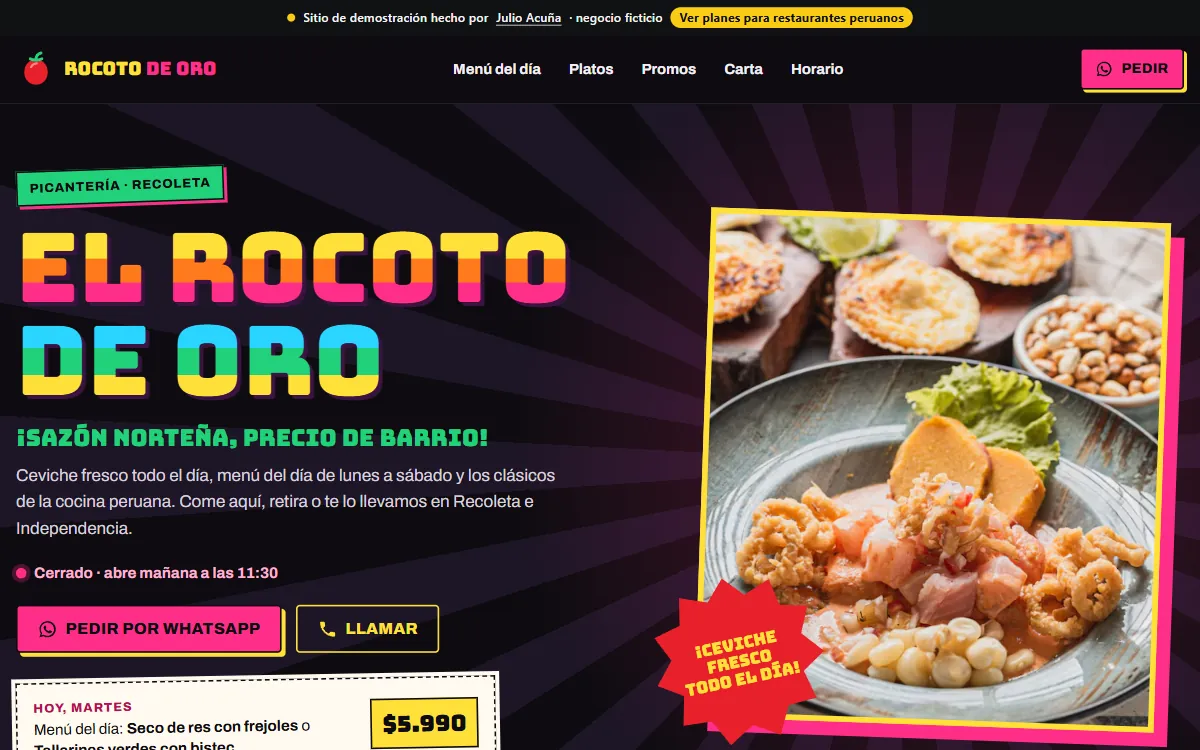 Sitio de demostración hecho por Julio Acuña · negocio ficticio Ver planes para restaurantes peruanos
ROCOTO DE ORO
Menú del día Platos Promos Carta Horario
PEDIR
PICANTERÍA · RECOLETA
EL ROCOTO
DE ORO
¡SAZÓN NORTEÑA, PRECIO DE BARRIO!
Ceviche fresco todo el día, menú del día de lunes a sábado y los clásicos
de la cocina peruana. Come aquí, retira o te lo llevamos en Recoleta e
Independencia.
Cerrado · abre mañana a las 11:30
PEDIR POR WHATSAPP
LLAMAR
¡CEVICHE
FRESCO
TODO EL DÍA!
HOY, MARTES
Menú del día: Seco de res con frejoles o
Tallarines verdes con bistec
$5.990